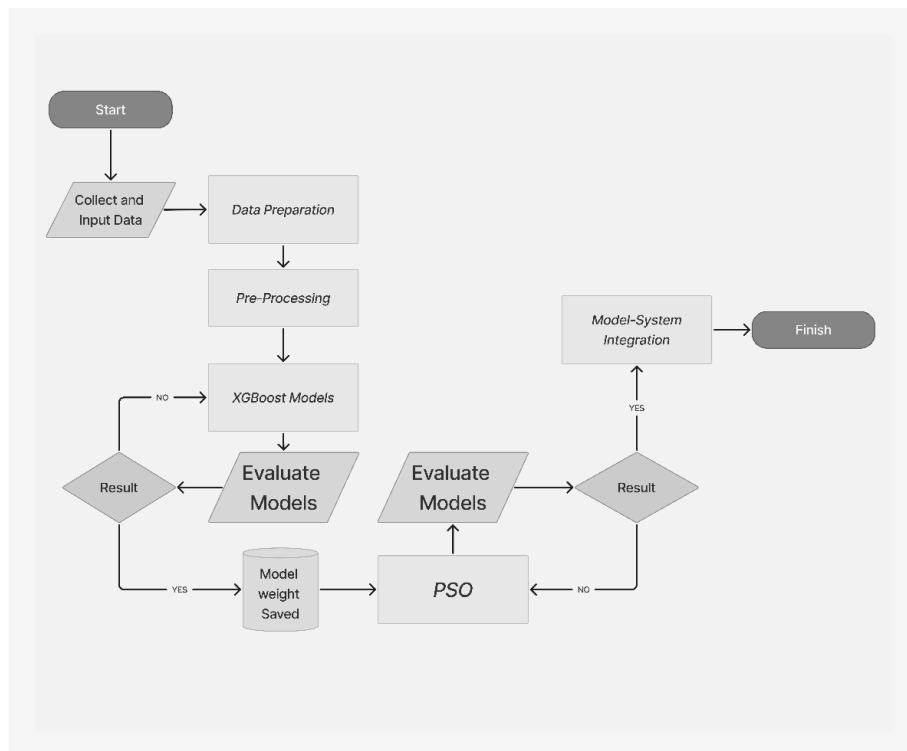 Start
Collect and
Input Data
Data Preparation
Pre-Processing
XGBoost Models
NO
Evaluate
Models
Result
YES
Model
weight
Saved
PSO
Evaluate
Models
Result
NO
YES
Model-System
Integration
Finish